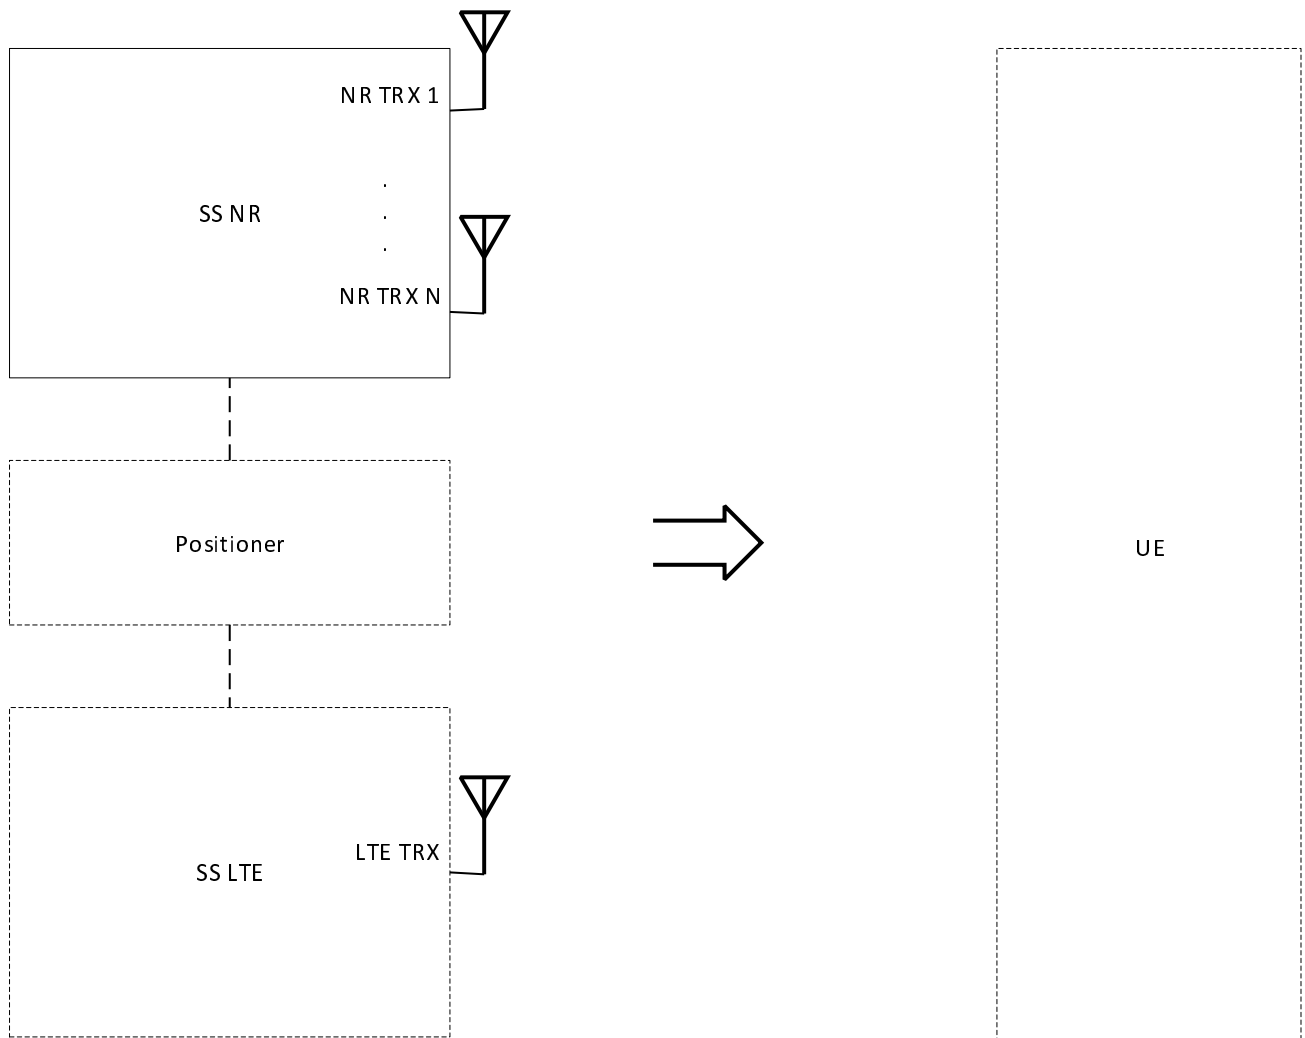 NR TRX 1
.
SS NR
.
.
NR TRX N
Positioner
UE
LTE TRX
SS LTE